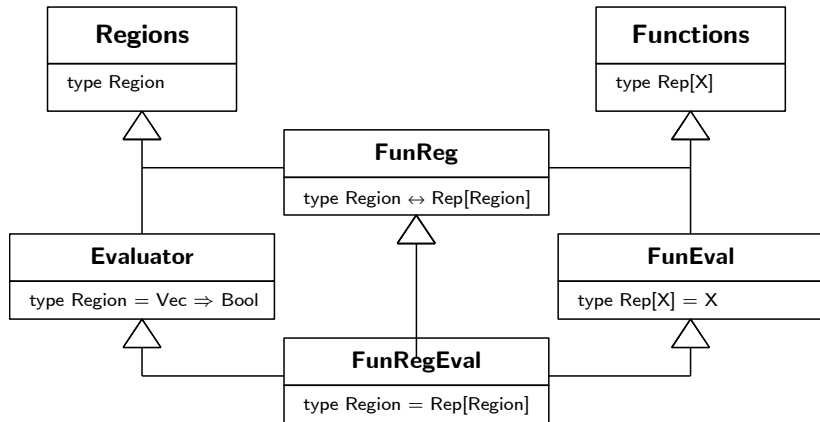 Regions
type Region
Functions
type Rep[X]
FunReg
type Region ↔ Rep[Region]
Evaluator
type Region = Vec ⇒ Bool
FunEval
type Rep[X] = X
FunRegEval
type Region = Rep[Region]